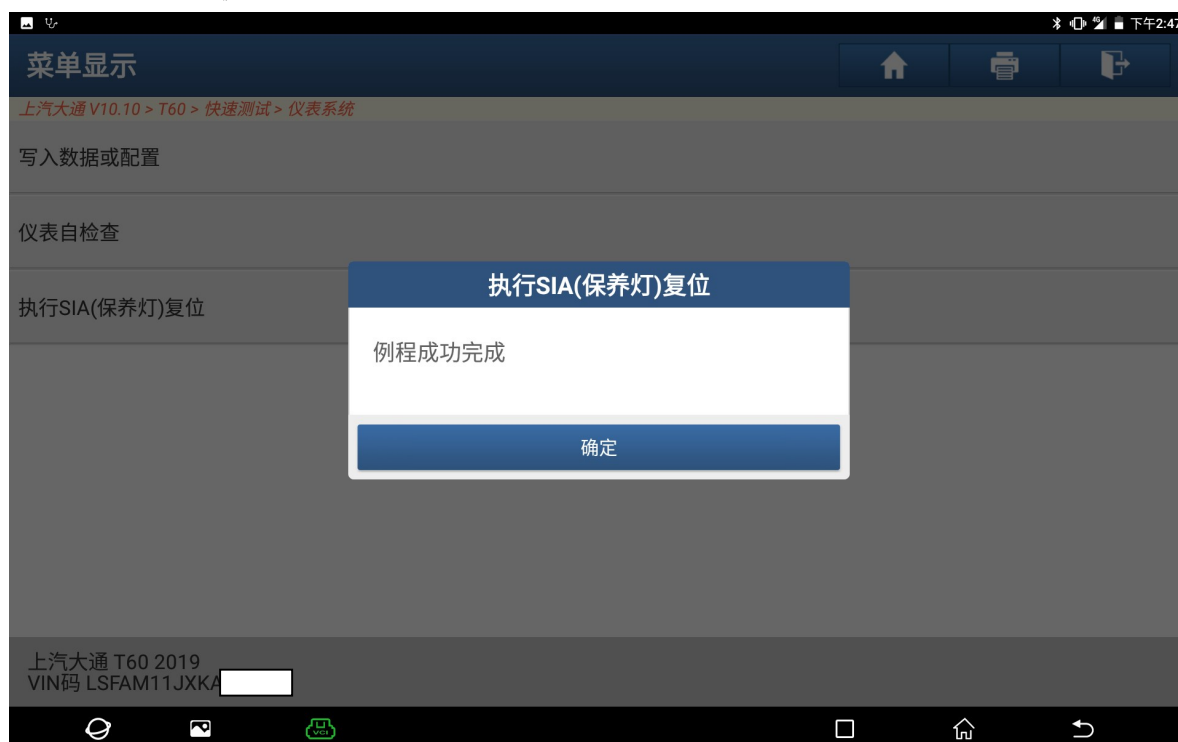 4G 下午2:47
菜单显示
上汽大通 V10.10 > T60 > 快速测试 > 仪表系统
写入数据或配置
仪表自检查
执行SIA(保养灯)复位
执行SIA(保养灯)复位
例程成功完成
确定
上汽大通 T60 2019
VIN码 LSFAM11JXKA
VCI